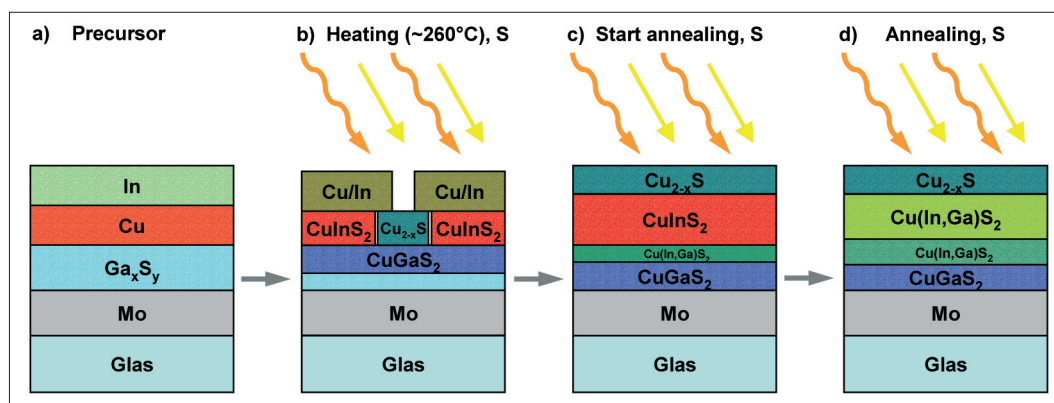 a) Precursor
In
Cu
GaₓSᵧ
Mo
Glas
b) Heating (~260°C), S
Cu/In Cu/In
CuInS₂ Cu₂₋ₓS CuInS₂
CuGaS₂
Mo
Glas
c) Start annealing, S
Cu₂₋ₓS
CuInS₂
Cu(In,Ga)S₂
CuGaS₂
Mo
Glas
d) Annealing, S
Cu₂₋ₓS
Cu(In,Ga)S₂
Cu(In,Ga)S₂
CuGaS₂
Mo
Glas